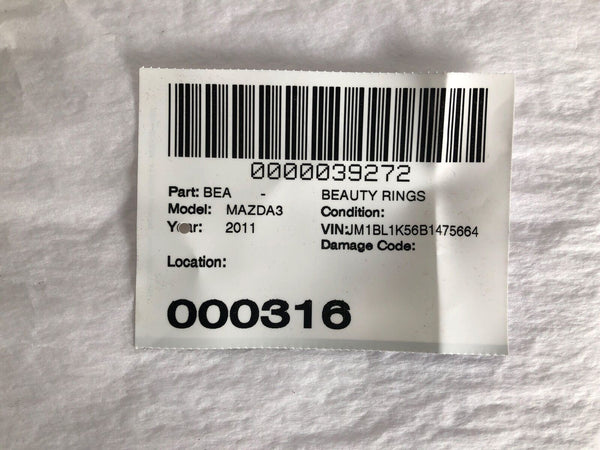 0000039272
Part: BEA - BEAUTY RINGS
Model: MAZDA3 Condition:
Year: 2011 VIN:JM1BL1K56B1475664
Damage Code:
Location:
000316